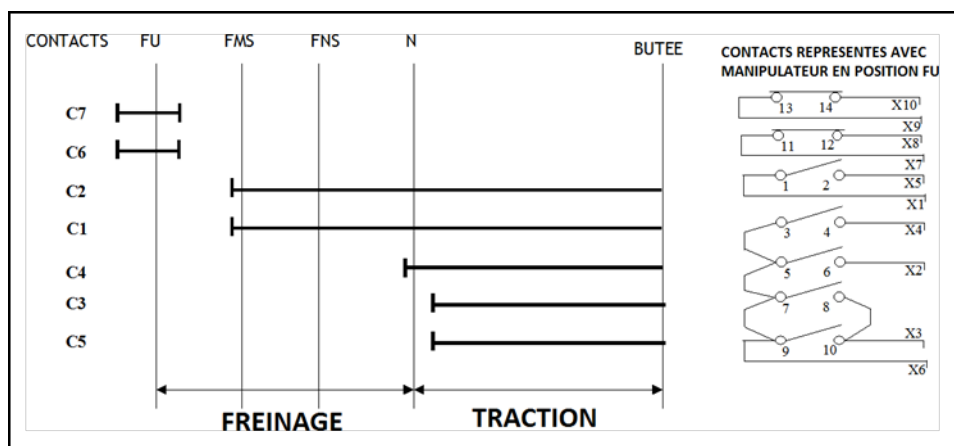 CONTACTS FU FMS FNS N BUTEE
C7
C6
C2
C1
C4
C3
C5
FREINAGE TRACTION
CONTACTS REPRESENTES AVEC
MANIPULATEUR EN POSITION FU
13 14 X10
X9
11 12 X8
X7
1 2 X5
X1
3 4 X4
5 6 X2
7 8
X3
9 10
X6